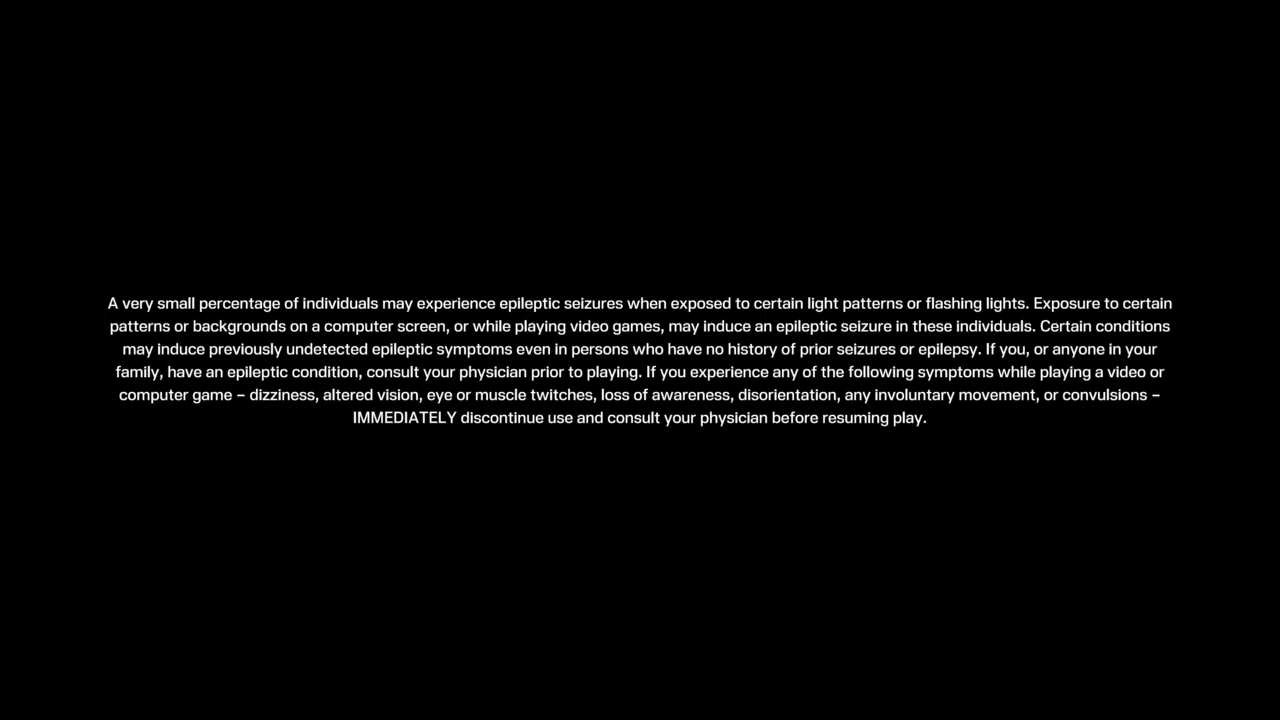 A very small percentage of individuals may experience epileptic seizures when exposed to certain light patterns or flashing lights. Exposure to certain
patterns or backgrounds on a computer screen, or while playing video games, may induce an epileptic seizure in these individuals. Certain conditions
may induce previously undetected epileptic symptoms even in persons who have no history of prior seizures or epilepsy. If you, or anyone in your
family, have an epileptic condition, consult your physician prior to playing. If you experience any of the following symptoms while playing a video or
computer game – dizziness, altered vision, eye or muscle twitches, loss of awareness, disorientation, any involuntary movement, or convulsions –
IMMEDIATELY discontinue use and consult your physician before resuming play.